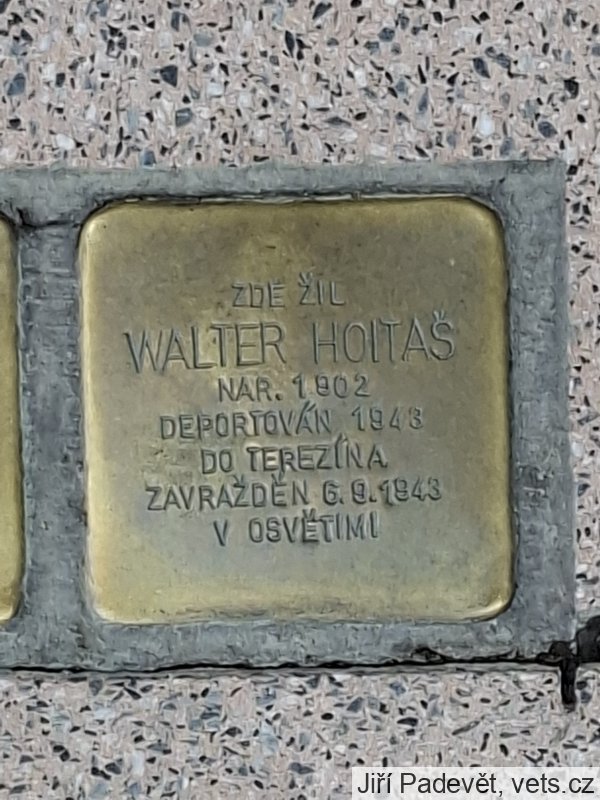 ZDE ŽIL
WALTER HOITAŠ
NAR. 1902
DEPORTOVÁN 1943
DO TEREZÍNA
ZAVRAŽDĚN 6.9.1943
V OSVĚTIMI
Jiří Padevět, vets.cz